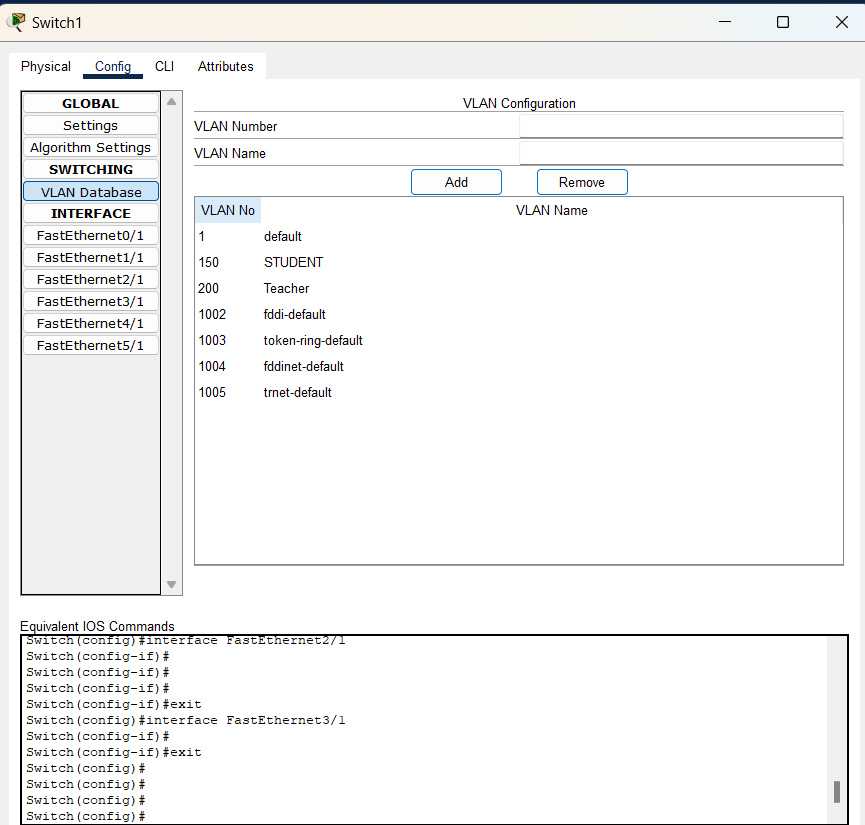 Switch1
Physical Config CLI Attributes
GLOBAL
Settings
Algorithm Settings
SWITCHING
VLAN Database
INTERFACE
FastEthernet0/1
FastEthernet1/1
FastEthernet2/1
FastEthernet3/1
FastEthernet4/1
FastEthernet5/1
VLAN Configuration
VLAN Number
VLAN Name
Add Remove
VLAN No VLAN Name
1 default
150 STUDENT
200 Teacher
1002 fddi-default
1003 token-ring-default
1004 fddinet-default
1005 trnet-default
Equivalent IOS Commands
Switch(config)#interface FastEthernet2/1
Switch(config-if)#
Switch(config-if)#
Switch(config-if)#
Switch(config-if)#exit
Switch(config)#interface FastEthernet3/1
Switch(config-if)#
Switch(config-if)#exit
Switch(config)#
Switch(config)#
Switch(config)#
Switch(config)#